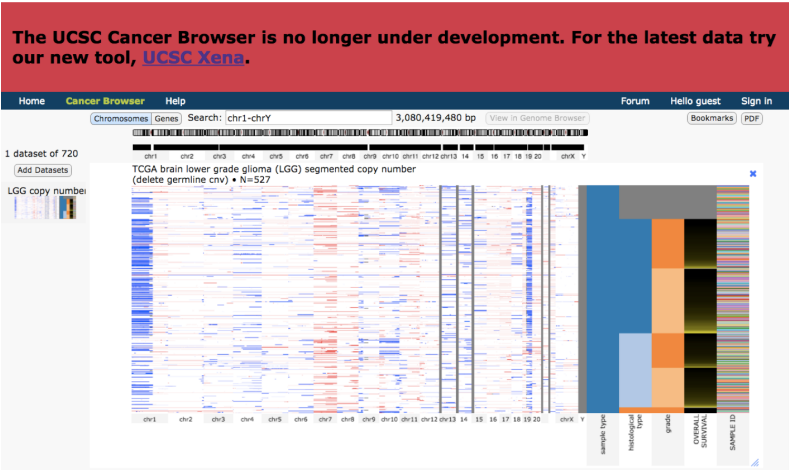 The UCSC Cancer Browser is no longer under development. For the latest data try
our new tool, UCSC Xena.
Home Cancer Browser Help Forum Hello guest Sign in
Chromosomes Genes Search: chr1-chrY 3,080,419,480 bp View in Genome Browser Bookmarks PDF
1 dataset of 720
chr1 chr2 chr3 chr4 chr5 chr6 chr7 chr8 chr9 chr10 chr11 chr12 chr13 14 15 16 17 18 19 20 chrX Y
Add Datasets
TCGA brain lower grade glioma (LGG) segmented copy number
(delete germline cnv) • N=527
LGG copy number
chr1 chr2 chr3 chr4 chr5 chr6 chr7 chr8 chr9 chr10 chr11 chr12 chr13 14 15 16 17 18 19 20 chrX Y
sample type
histological
type
grade
OVERALL
SURVIVAL
SAMPLE ID